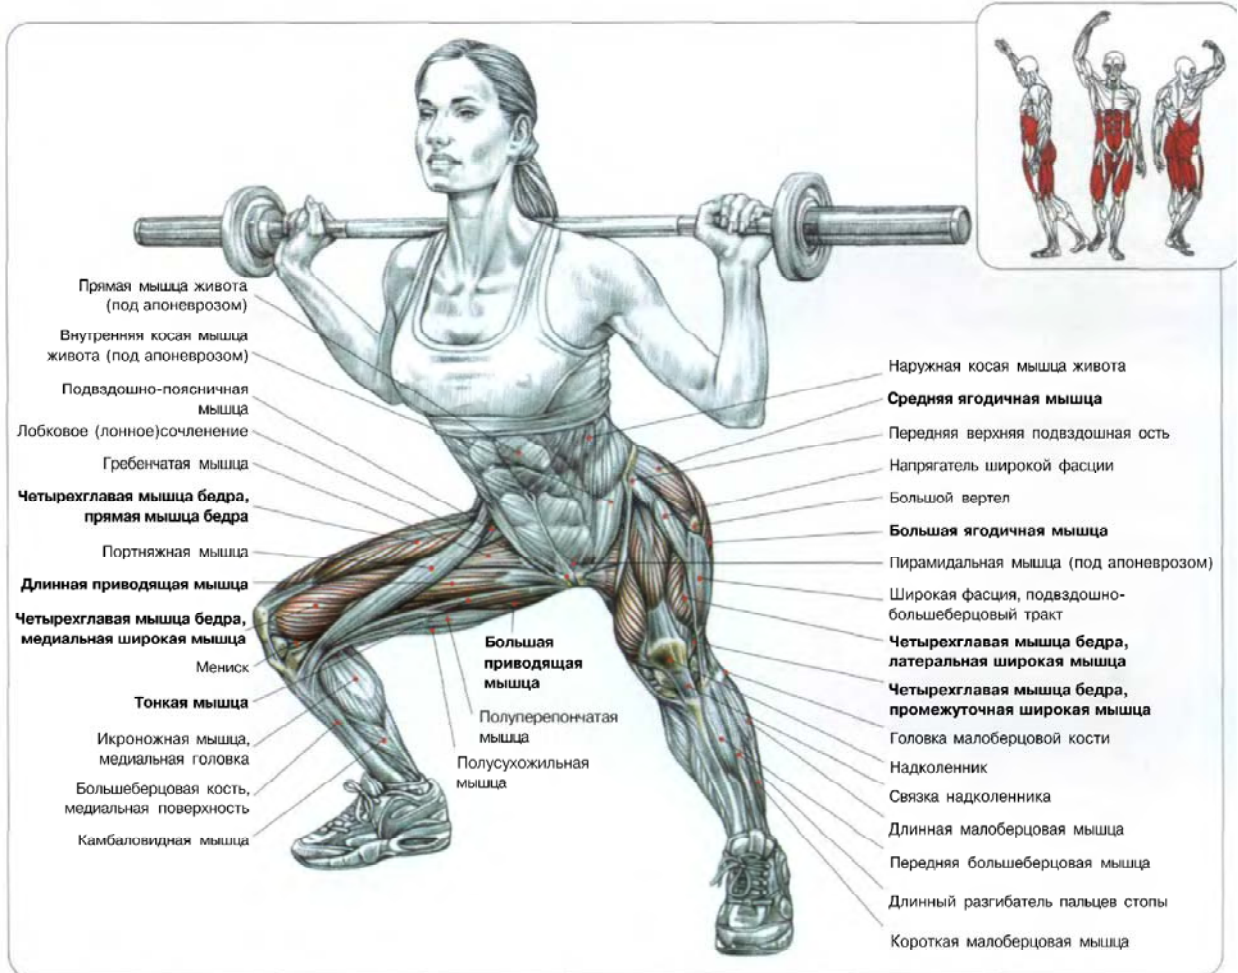 Прямая мышца живота
(под апоневрозом)
Внутренняя косая мышца
живота (под апоневрозом)
Подвздошно-поясничная
мышца
Лобковое (лонное)сочленение
Гребенчатая мышца
Четырехглавая мышца бедра,
прямая мышца бедра
Портняжная мышца
Длинная приводящая мышца
Четырехглавая мышца бедра,
медиальная широкая мышца
Мениск
Тонкая мышца
Икроножная мышца,
медиальная головка
Большеберцовая кость,
медиальная поверхность
Камбаловидная мышца
Большая
приводящая
мышца
Полуперепончатая
мышца
Полусухожильная
мышца
Наружная косая мышца живота
Средняя ягодичная мышца
Передняя верхняя подвздошная ость
Напрягатель широкой фасции
Большой вертел
Большая ягодичная мышца
Пирамидальная мышца (под апоневрозом)
Широкая фасция, подвздошно-
большеберцовый тракт
Четырехглавая мышца бедра,
латеральная широкая мышца
Четырехглавая мышца бедра,
промежуточная широкая мышца
Головка малоберцовой кости
Надколенник
Связка надколенника
Длинная малоберцовая мышца
Передняя большеберцовая мышца
Длинный разгибатель пальцев стопы
Короткая малоберцовая мышца